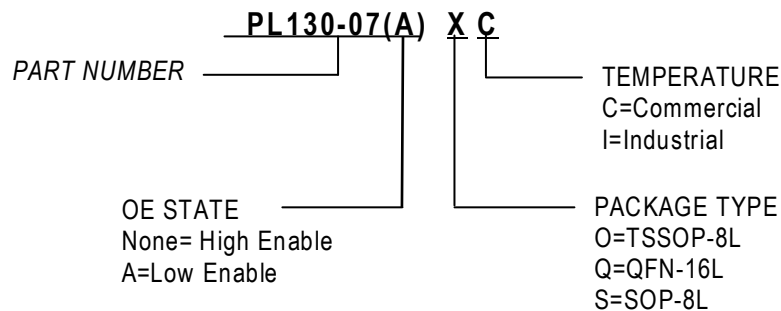 PL130-07(A) X C
PART NUMBER
TEMPERATURE
C=Commercial
I=Industrial
OE STATE
None= High Enable
A=Low Enable
PACKAGE TYPE
O=TSSOP-8L
Q=QFN-16L
S=SOP-8L